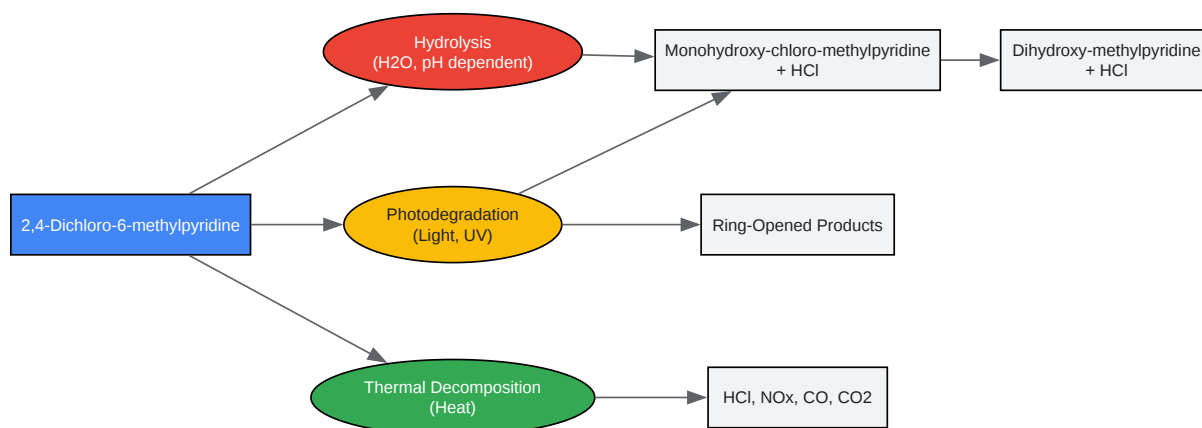 Hydrolysis
(H2O, pH dependent)
Monohydroxy-chloro-methylpyridine
+ HCl
Dihydroxy-methylpyridine
+ HCl
2,4-Dichloro-6-methylpyridine
Photodegradation
(Light, UV)
Ring-Opened Products
Thermal Decomposition
(Heat)
HCl, NOx, CO, CO2